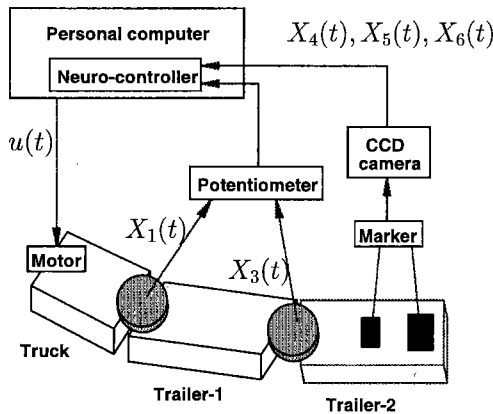 Personal computer
Neuro-controller
X₄(t), X₅(t), X₆(t)
u(t)
CCD
camera
Potentiometer
X₁(t)
Marker
Motor
X₃(t)
Truck
Trailer-1
Trailer-2